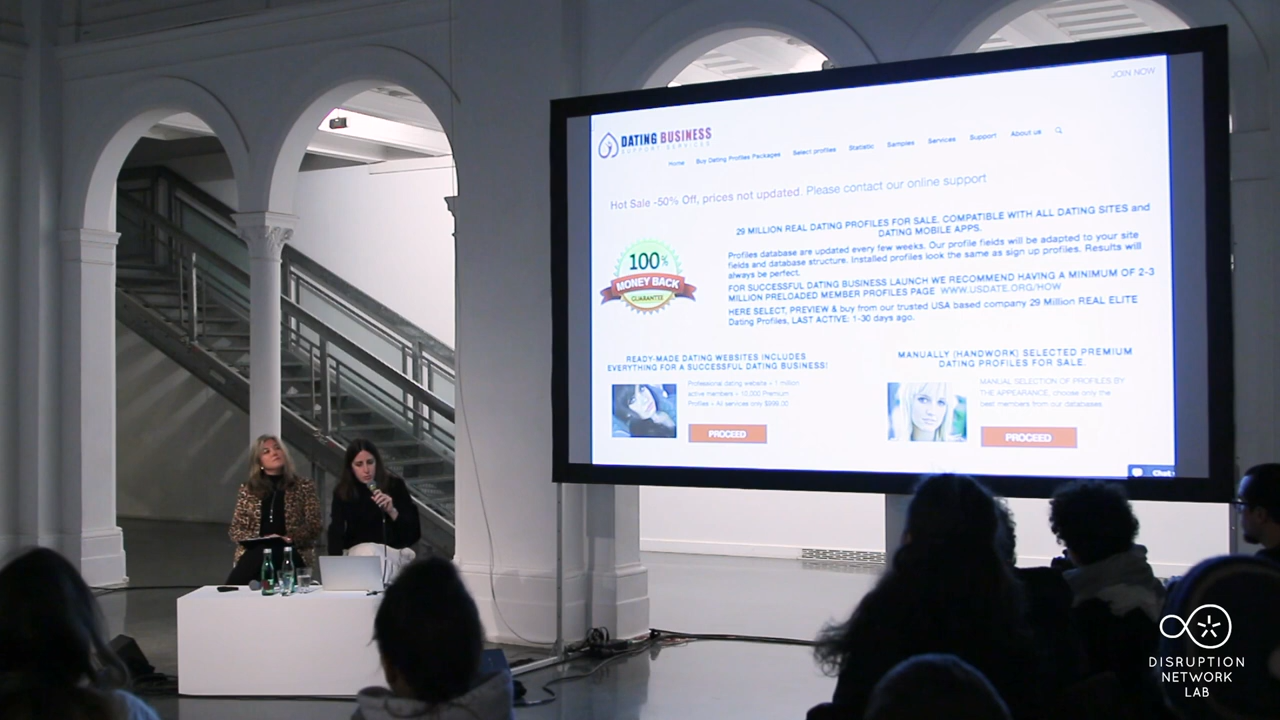 JOIN NOW
DATING BUSINESS
SUPPORT SERVICES
Home Buy Dating Profiles Packages Select profiles Statistic Samples Services Support About us
Hot Sale -50% Off, prices not updated. Please contact our online support
29 MILLION REAL DATING PROFILES FOR SALE. COMPATIBLE WITH ALL DATING SITES and
DATING MOBILE APPS.
100%
MONEY BACK
GUARANTEE
Profiles database are updated every few weeks. Our profile fields will be adapted to your site
fields and database structure. Installed profiles look the same as sign up profiles. Results will
always be perfect.
FOR SUCCESSFUL DATING BUSINESS LAUNCH WE RECOMMEND HAVING A MINIMUM OF 2-3
MILLION PRELOADED MEMBER PROFILES PAGE WWW.USDATE.ORG/HOW
HERE SELECT, PREVIEW & buy from our trusted USA based company 29 Million REAL ELITE
Dating Profiles, LAST ACTIVE: 1-30 days ago.
READY-MADE DATING WEBSITES INCLUDES
EVERYTHING FOR A SUCCESSFUL DATING BUSINESS!
Professional dating website + 1 million
active members + 10,000 Premium
Profiles + All services only $999.00
PROCEED
MANUALLY (HANDWORK) SELECTED PREMIUM
DATING PROFILES FOR SALE.
MANUAL SELECTION OF PROFILES BY
THE APPEARANCE, choose only the
best members from our databases.
PROCEED
Chat
DISRUPTION
NETWORK
LAB